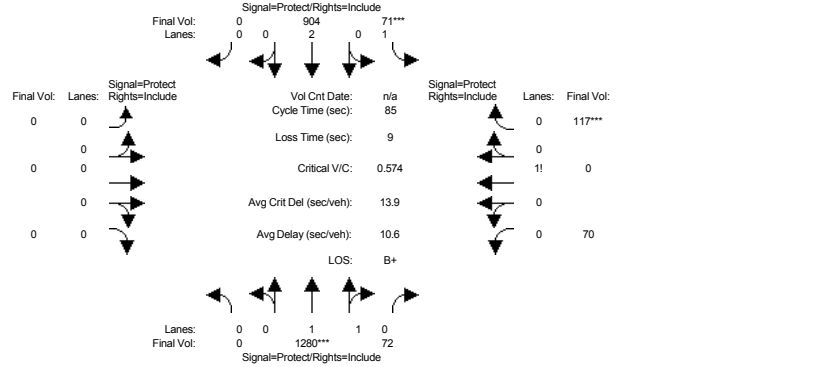 Signal=Protect/Rights=Include
Final Vol: 0 904 71***
Lanes: 0 0 2 0 1
Signal=Protect Signal=Protect
Final Vol: Lanes: Rights=Include Vol Cnt Date: n/a Rights=Include Lanes: Final Vol:
Cycle Time (sec): 85
0 0 0 117***
Loss Time (sec): 9
0 0
0 0 Critical V/C: 0.574 1! 0
0 Avg Crit Del (sec/veh): 13.9 0
0 0 Avg Delay (sec/veh): 10.6 0 70
LOS: B+
Lanes: 0 0 1 1 0
Final Vol: 0 1280*** 72
Signal=Protect/Rights=Include